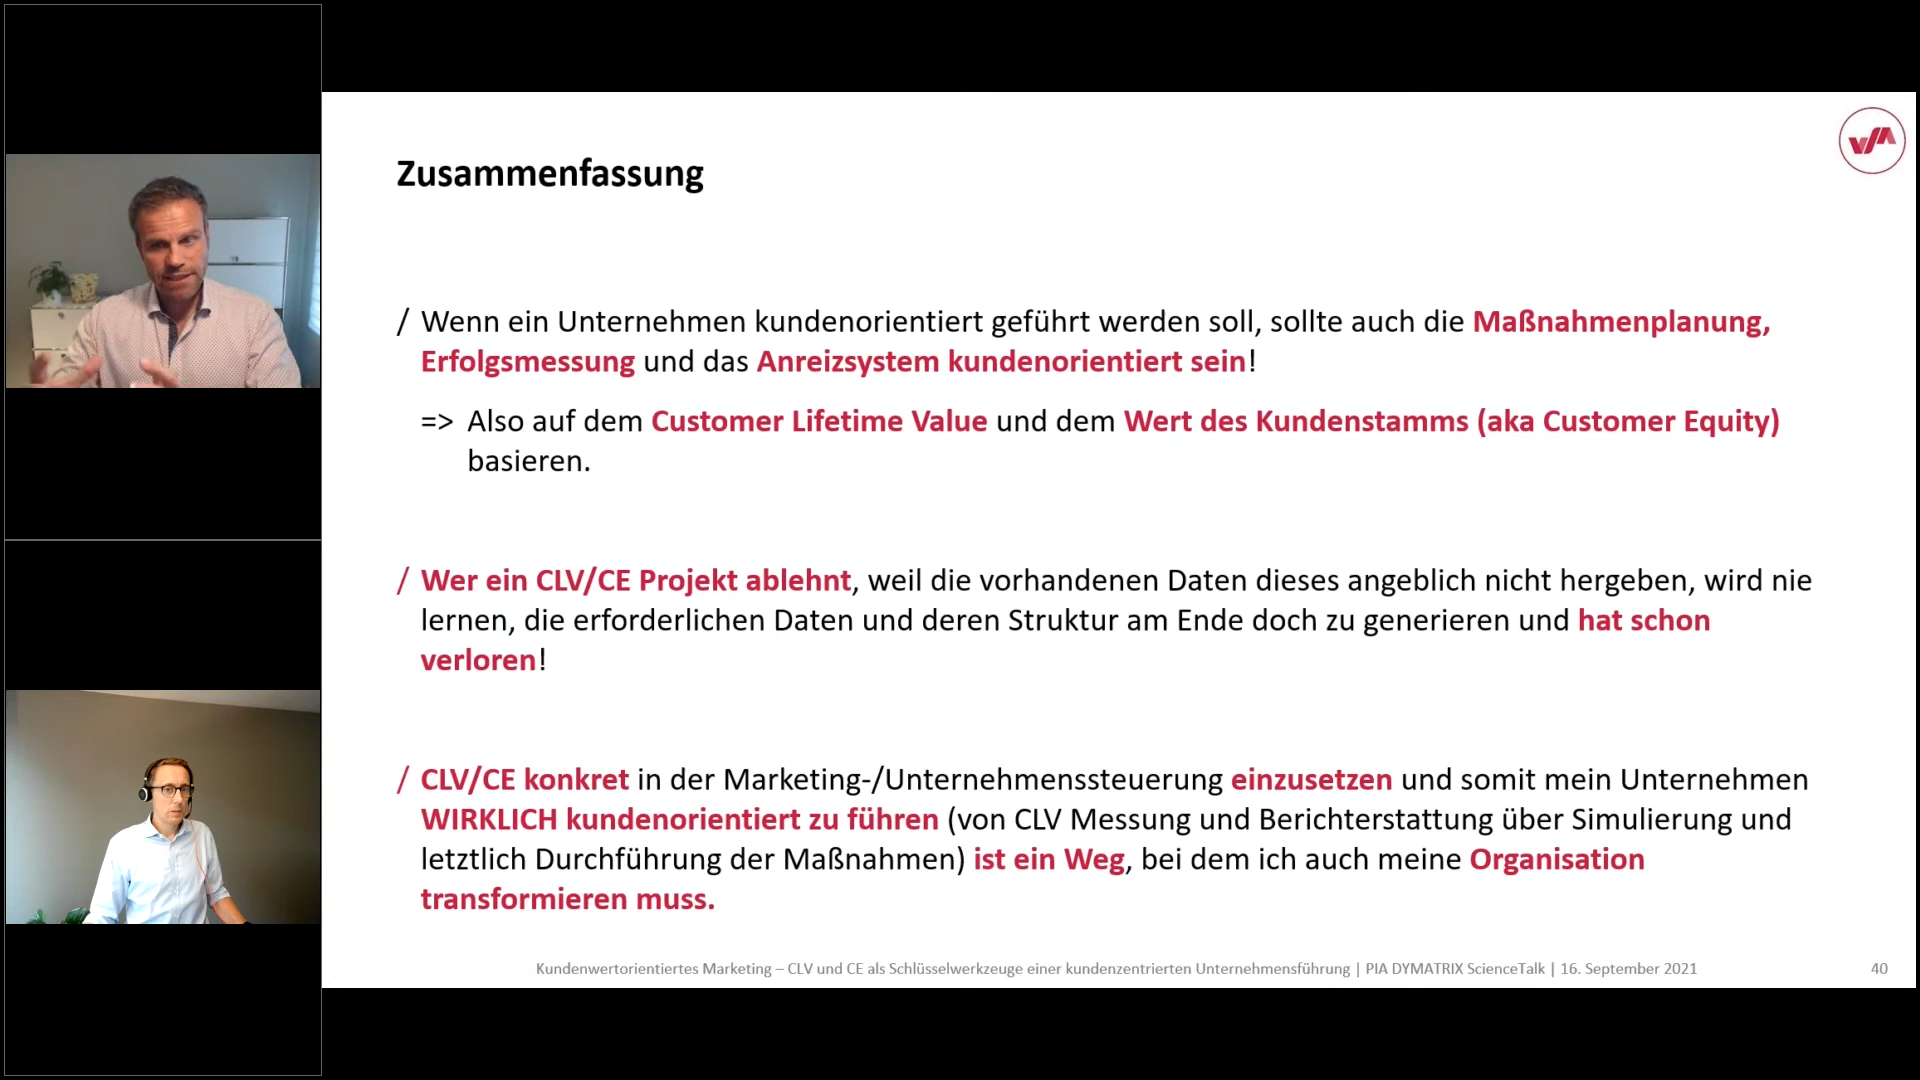 Zusammenfassung
/ Wenn ein Unternehmen kundenorientiert geführt werden soll, sollte auch die Maßnahmenplanung,
Erfolgsmessung und das Anreizsystem kundenorientiert sein!
=> Also auf dem Customer Lifetime Value und dem Wert des Kundenstamms (aka Customer Equity)
basieren.
/ Wer ein CLV/CE Projekt ablehnt, weil die vorhandenen Daten dieses angeblich nicht hergeben, wird nie
lernen, die erforderlichen Daten und deren Struktur am Ende doch zu generieren und hat schon
verloren!
/ CLV/CE konkret in der Marketing-/Unternehmenssteuerung einzusetzen und somit mein Unternehmen
WIRKLICH kundenorientiert zu führen (von CLV Messung und Berichterstattung über Simulierung und
letztlich Durchführung der Maßnahmen) ist ein Weg, bei dem ich auch meine Organisation
transformieren muss.
Kundenwertorientiertes Marketing – CLV und CE als Schlüsselwerkzeuge einer kundenzentrierten Unternehmensführung | PIA DYMATRIX ScienceTalk | 16. September 2021
40